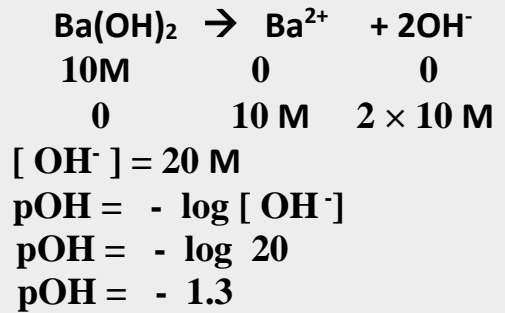 Ba(OH)₂ → Ba²⁺ + 2OH⁻
10M 0 0
0 10 M 2 × 10 M
[ OH⁻ ] = 20 M
pOH = - log [ OH⁻]
pOH = - log 20
pOH = - 1.3